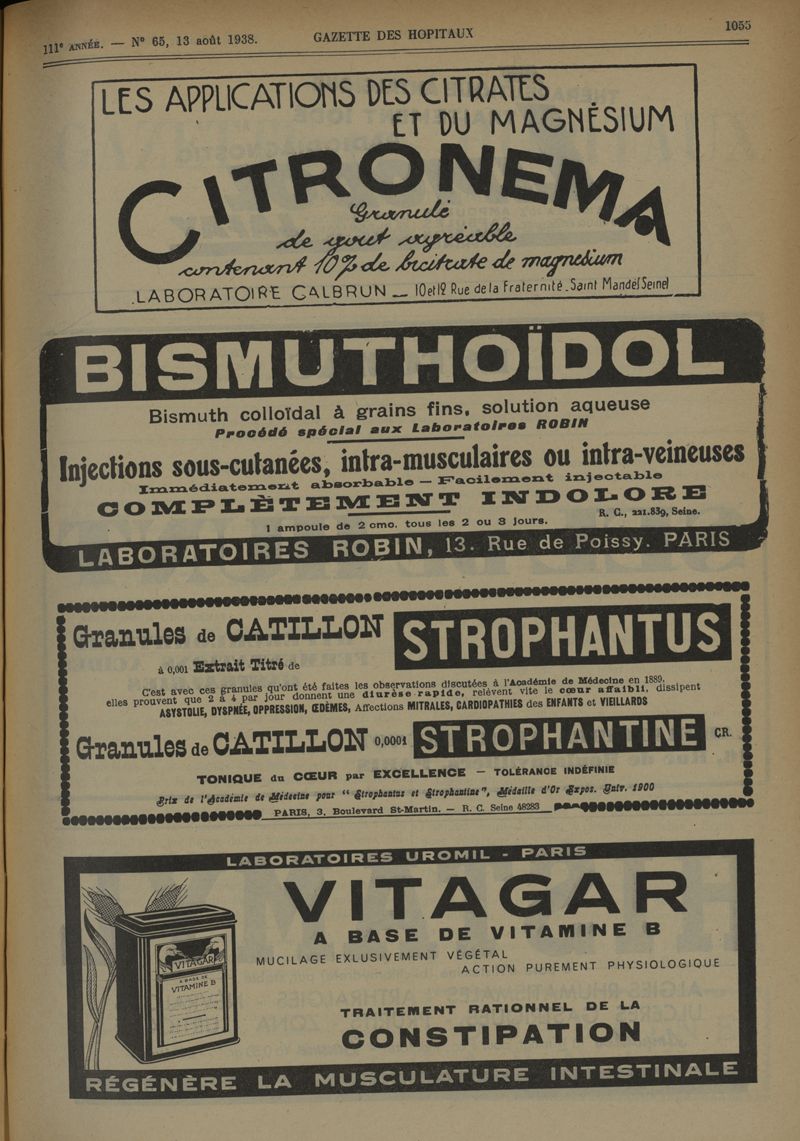 111e ANNÉE. — N° 65, 13 août 1938.
GAZETTE DES HOPITAUX
1055
LES APPLICATIONS DES CITRATES
ET DU MAGNÉSIUM
CITRONEMA
Granulé
de gout agréable
contenant 10% de bicitrate de magnésium
LABORATOIRE CALBRUN — 10 et 12 Rue de la Fraternité. Saint Mandé (Seine)
BISMUTHOÏDOL
Bismuth colloïdal à grains fins, solution aqueuse
Procédé spécial aux Laboratoires ROBIN
Injections sous-cutanées, intra-musculaires ou intra-veineuses
Immédiatement absorbable — Facilement injectable
COMPLÈTEMENT INDOLORE
R. C., 221.839, Seine.
1 ampoule de 2 cmc. tous les 2 ou 3 jours.
LABORATOIRES ROBIN, 13. Rue de Poissy. PARIS
Granules de CATILLON STROPHANTUS
à 0,001 Extrait Titré de
C'est avec ces granules qu'ont été faites les observations discutées à l'Académie de Médecine en 1889,
elles prouvent que 2 à 4 par jour donnent une diurèse rapide, relèvent vite le cœur affaibli, dissipent
ASYSTOLIE, DYSPNÉE, OPPRESSION, ŒDÈMES, Affections MITRALES, CARDIOPATHIES des ENFANTS et VIEILLARDS
Granules de CATILLON 0,0001 STROPHANTINE CR.
TONIQUE du CŒUR par EXCELLENCE — TOLÉRANCE INDÉFINIE
Prix de l'Académie de Médecine pour "Strophantus et Strophantine", Médaille d'Or Expos. Univ. 1900
PARIS, 3, Boulevard St-Martin. — R. C. Seine 48283
LABORATOIRES UROMIL - PARIS
VITAGAR
A BASE DE VITAMINE B
MUCILAGE EXLUSIVEMENT VÉGÉTAL
ACTION PUREMENT PHYSIOLOGIQUE
VITAGAR
A BASE DE
VITAMINE B
TRAITEMENT RATIONNEL DE LA
CONSTIPATION
RÉGÉNÈRE LA MUSCULATURE INTESTINALE